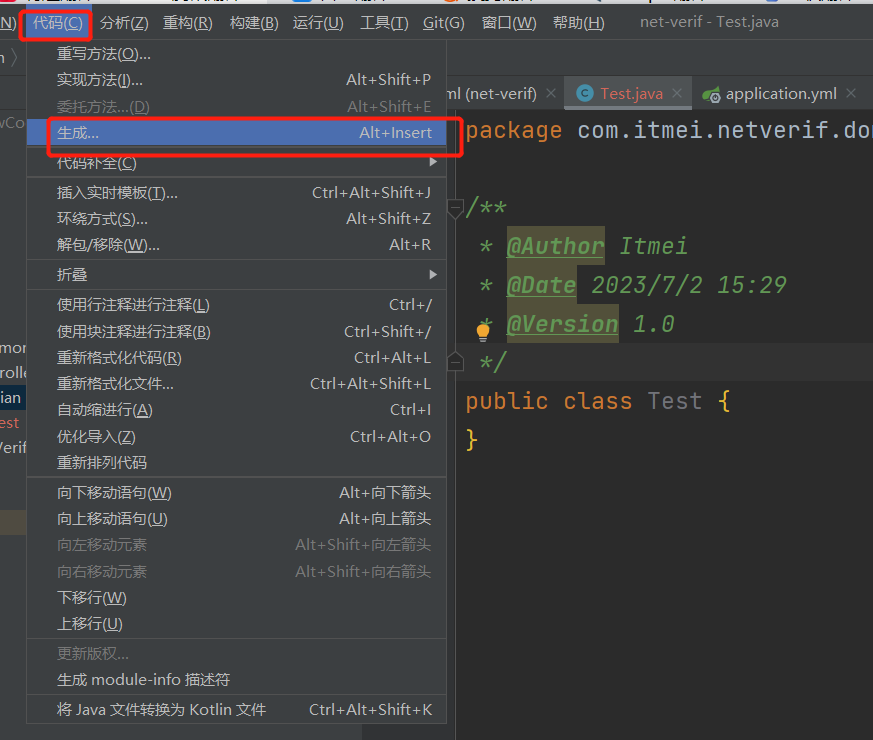 N) 代码(C) 分析(Z) 重构(R) 构建(B) 运行(U) 工具(T) Git(G) 窗口(W) 帮助(H) net-verif - Test.java
ml (net-verif) Test.java application.yml
重写方法(O)...
实现方法(I)... Alt+Shift+P
委托方法...(D) Alt+Shift+E
生成... Alt+Insert
代码补全(C)
插入实时模板(T)... Ctrl+Alt+Shift+J
环绕方式(S)... Alt+Shift+Z
解包/移除(W)... Alt+R
折叠
使用行注释进行注释(L) Ctrl+/
使用块注释进行注释(B) Ctrl+Shift+/
重新格式化代码(R) Ctrl+Alt+L
重新格式化文件... Ctrl+Alt+Shift+L
自动缩进行(A) Ctrl+I
优化导入(Z) Ctrl+Alt+O
重新排列代码
向下移动语句(W) Alt+向下箭头
向上移动语句(U) Alt+向上箭头
向左移动元素 Alt+Shift+向左箭头
向右移动元素 Alt+Shift+向右箭头
下移行(W)
上移行(U)
更新版权...
生成 module-info 描述符
将 Java 文件转换为 Kotlin 文件 Ctrl+Alt+Shift+K
package com.itmei.netverif.do
/**
* @Author Itmei
* @Date 2023/7/2 15:29
* @Version 1.0
*/
public class Test {
}